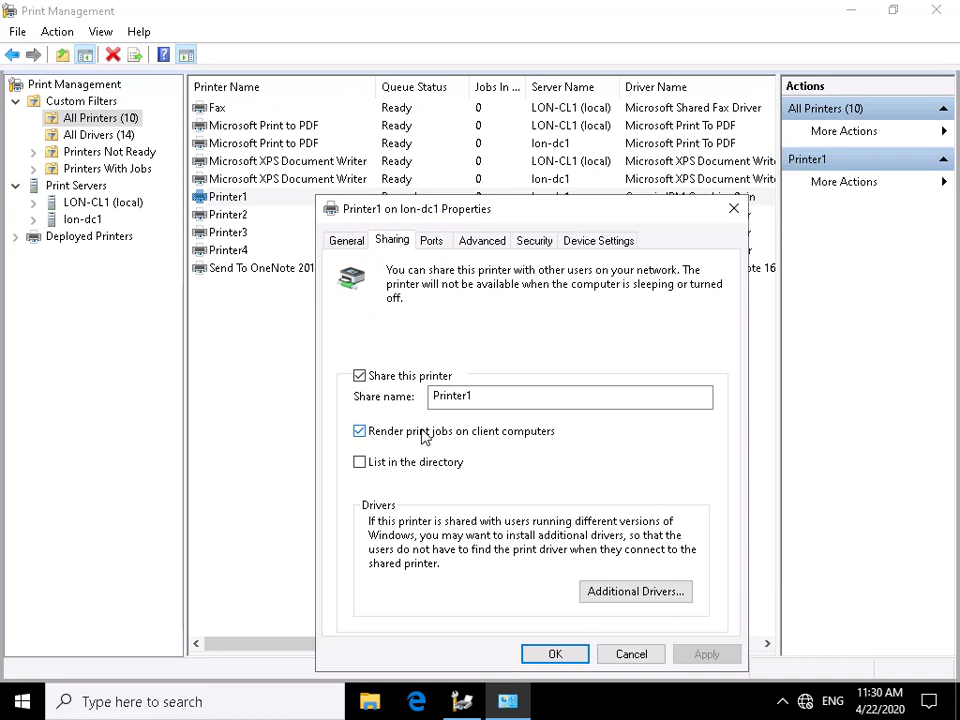 Print Management
File Action View Help
Print Management
Custom Filters
All Printers (10)
All Drivers (14)
Printers Not Ready
Printers With Jobs
Print Servers
LON-CL1 (local)
lon-dc1
Deployed Printers
Printer Name Queue Status Jobs In ... Server Name Driver Name
Fax Ready 0 LON-CL1 (local) Microsoft Shared Fax Driver
Microsoft Print to PDF Ready 0 LON-CL1 (local) Microsoft Print To PDF
Microsoft Print to PDF Ready 0 lon-dc1 Microsoft Print To PDF
Microsoft XPS Document Writer Ready 0 LON-CL1 (local) Microsoft XPS Document Write
Microsoft XPS Document Writer Ready 0 lon-dc1 Microsoft XPS Document Write
Printer1
Printer2
Printer3
Printer4
Send To OneNote 201
te 16
Actions
All Printers (10)
More Actions
Printer1
More Actions
Printer1 on lon-dc1 Properties
General Sharing Ports Advanced Security Device Settings
You can share this printer with other users on your network. The
printer will not be available when the computer is sleeping or turned
off.
Share this printer
Share name: Printer1
Render print jobs on client computers
List in the directory
Drivers
If this printer is shared with users running different versions of
Windows, you may want to install additional drivers, so that the
users do not have to find the print driver when they connect to the
shared printer.
Additional Drivers...
OK Cancel Apply
Type here to search
ENG
11:30 AM
4/22/2020